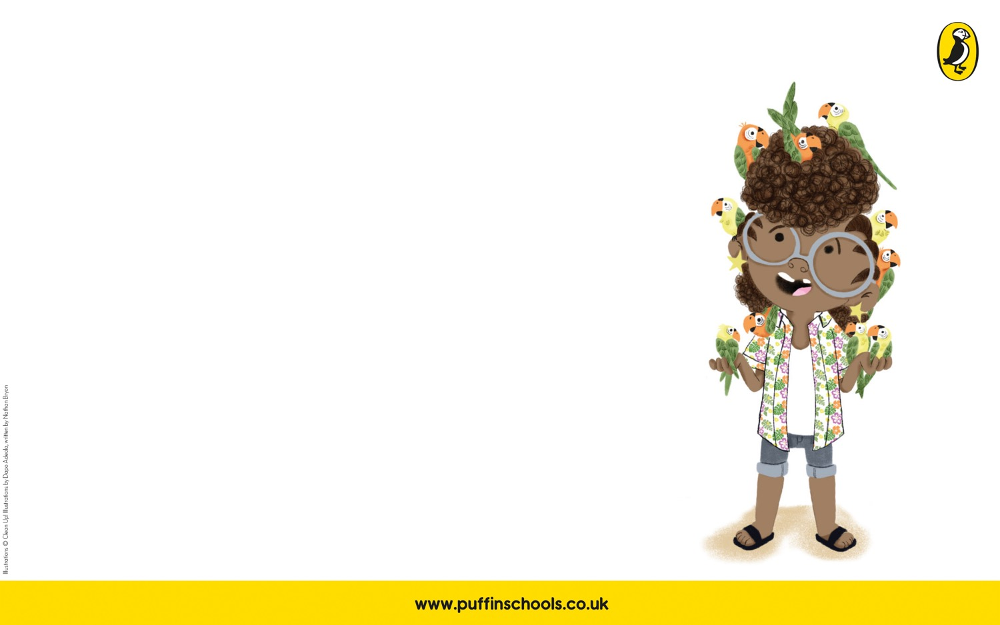 Illustrations © Clean Up! Illustrations by Dapo Adeola, written by Nathan Bryon
www.puffinschools.co.uk